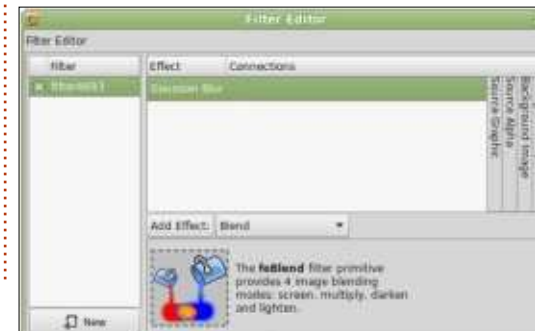 Filter Editor
Filter Editor
Filter
Effect
Connections
Gaussian Blur
Source Graphic
Source Alpha
Background Image
Add Effect:
Blend
The feBlend filter primitive
provides 4 image blending
modes: screen, multiply, darken
and lighten.
New